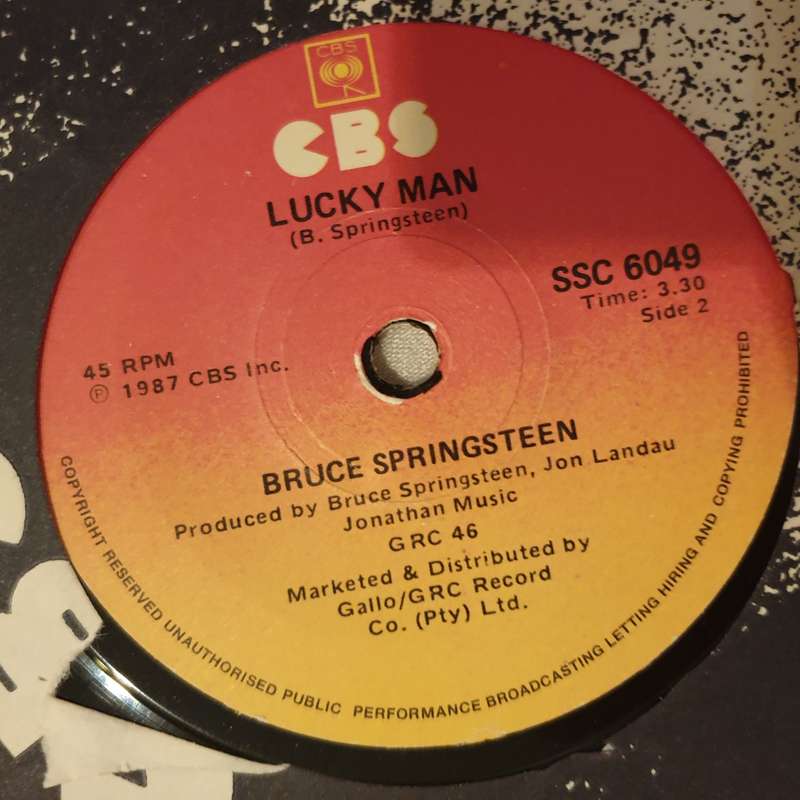 CBS
CBS
LUCKY MAN
(B. Springsteen)
SSC 6049
Time: 3.30
Side 2
45 RPM
Ⓟ 1987 CBS Inc.
BRUCE SPRINGSTEEN
Produced by Bruce Springsteen, Jon Landau
Jonathan Music
GRC 46
Marketed & Distributed by
Gallo/GRC Record
Co. (Pty) Ltd.
COPYRIGHT RESERVED UNAUTHORISED PUBLIC PERFORMANCE BROADCASTING LETTING HIRING AND COPYING PROHIBITED